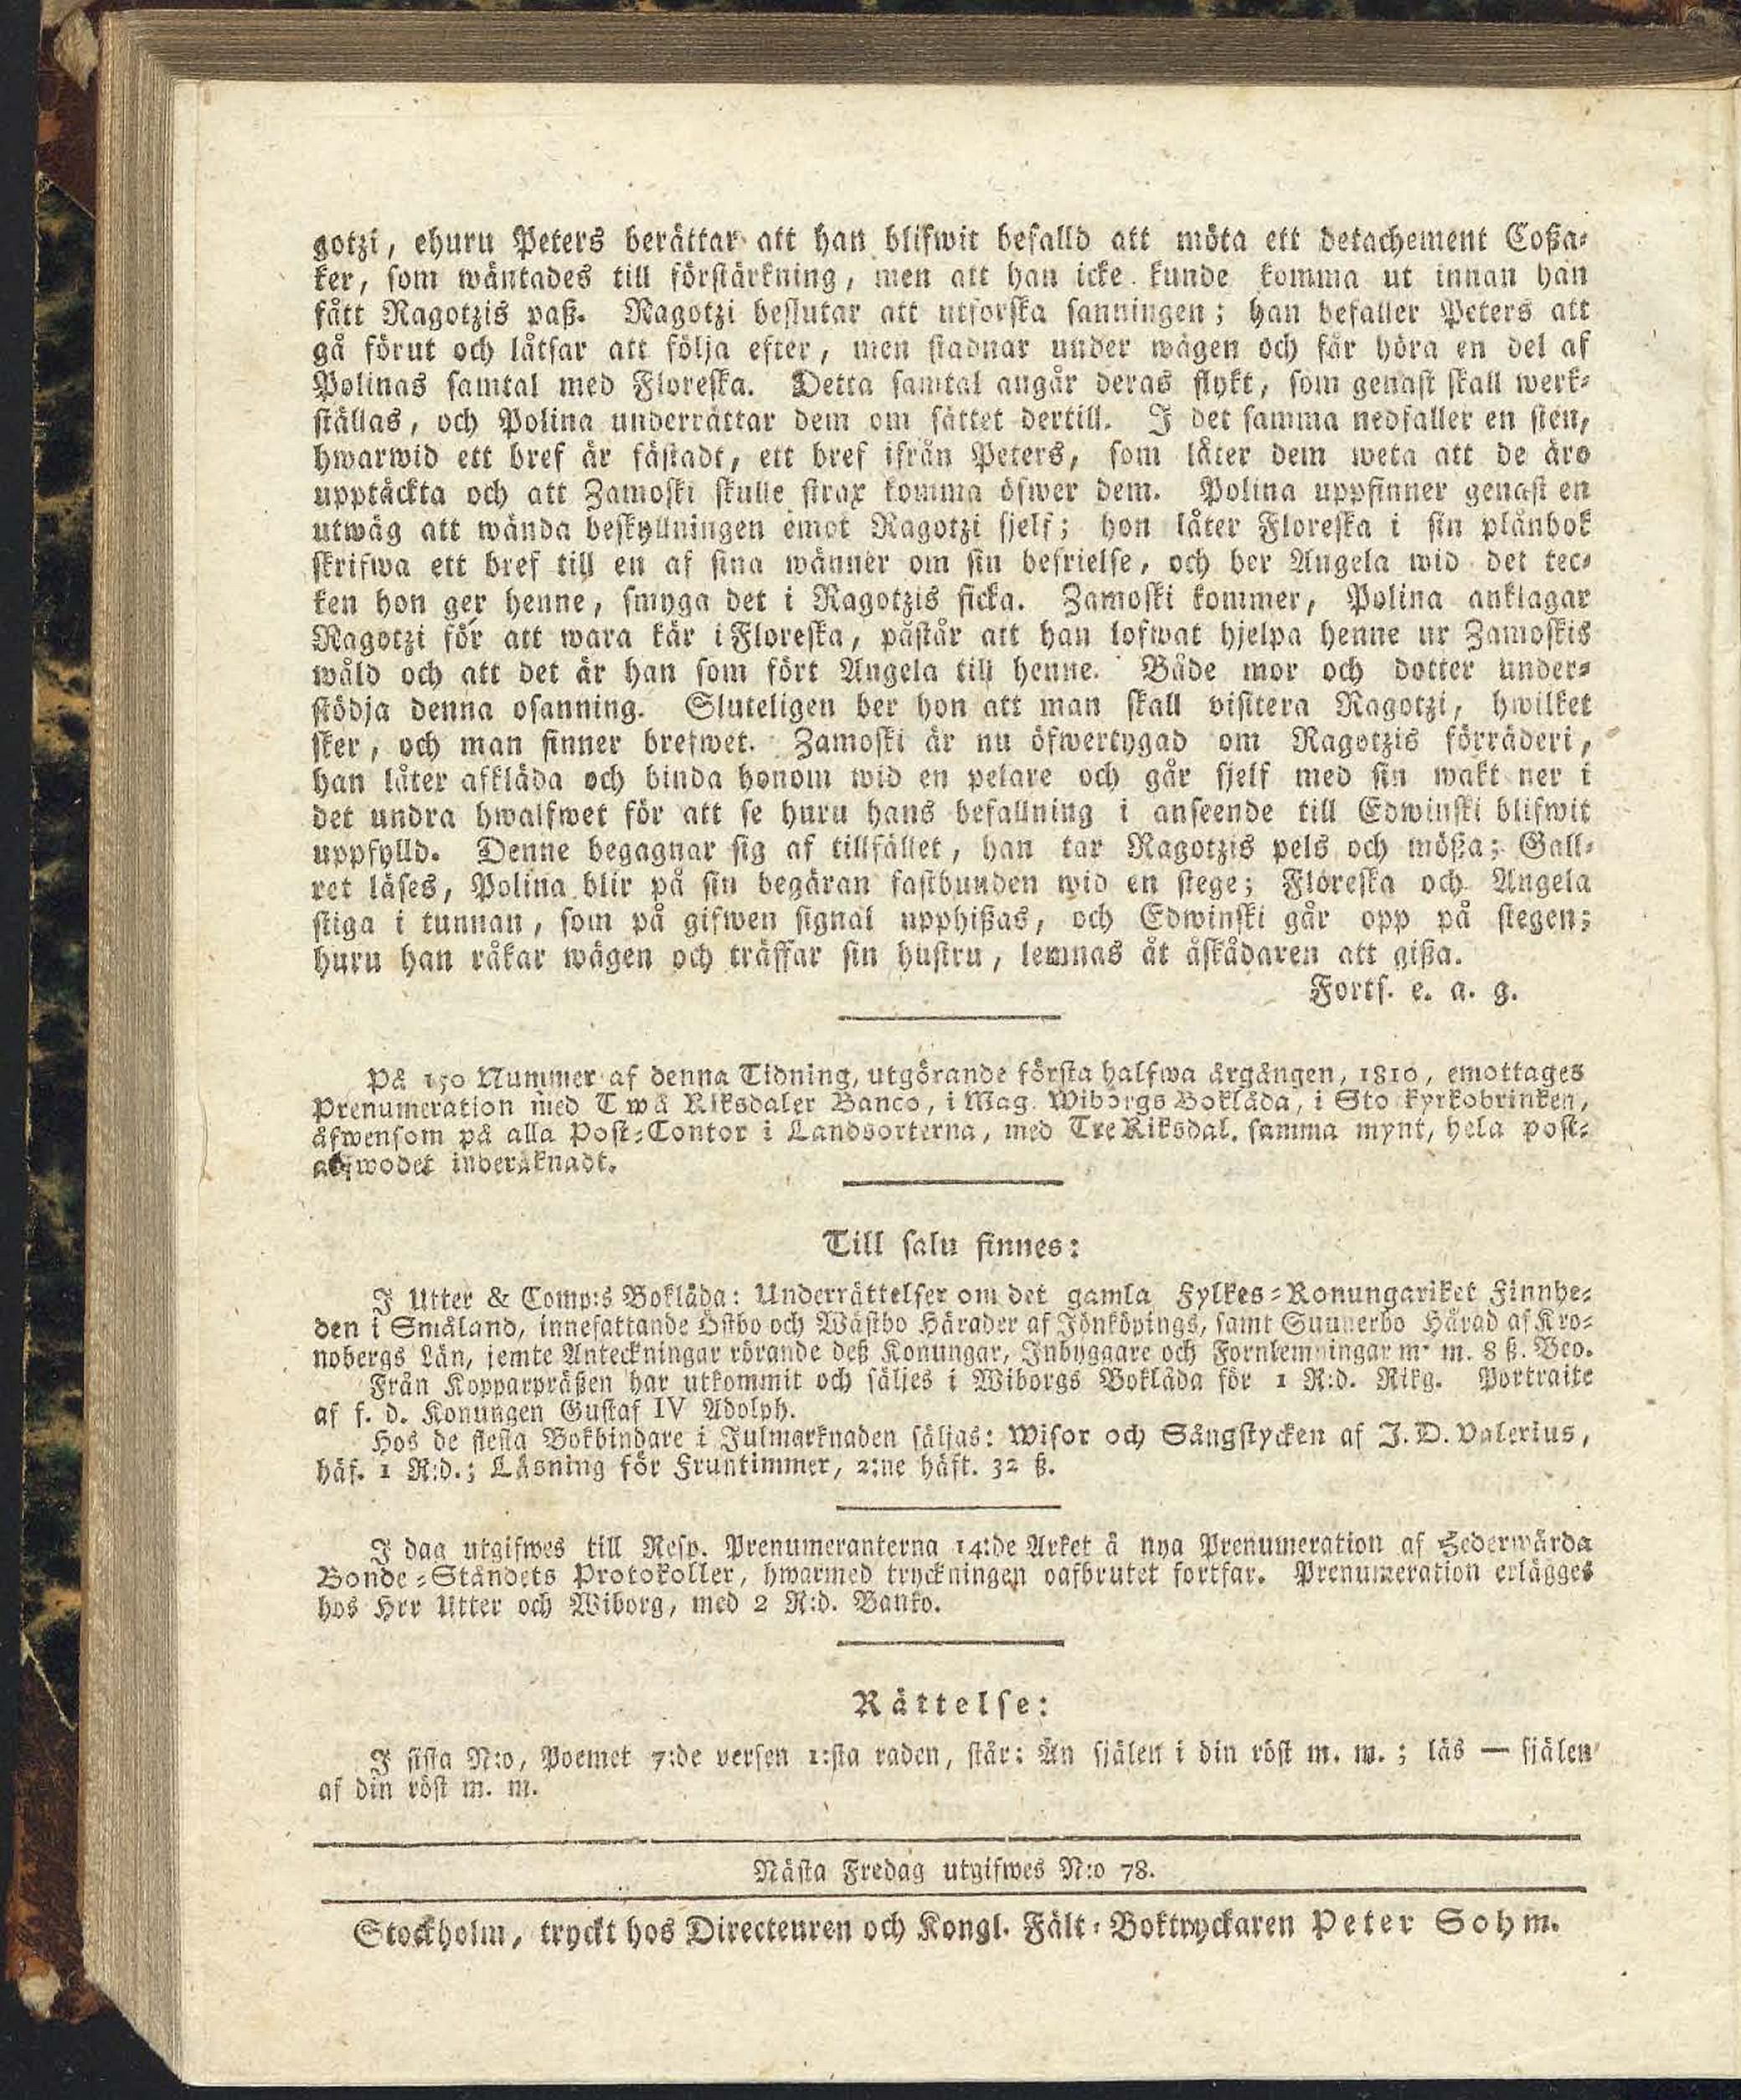 gotzi, ehuru Peters berättar att han blifwit befalld att möta ett detachement Coßa-
ker, som wäntades till förstärkning, men att han icke kunde komma ut innan han
fått Ragotzis paß. Ragotzi beslutar att utforska sanningen; han befaller Peters att
gå förut och låtsar att följa efter, men stadnar under wägen och får höra en del af
Polinas samtal med Floreska. Detta samtal angår deras flykt, som genast skall werk-
ställas, och Polina underrättar dem om sättet dertill. I det samma nedfaller en sten,
hwarwid ett bref är fästadt, ett bref ifrån Peters, som låter dem weta att de äro
upptäckta och att Zamoski skulle strax komma öfwer dem. Polina uppfinner genast en
utwäg att wända beskyllningen emot Ragotzi sjelf; hon låter Floreska i sin plånbok
skrifwa ett bref till en af sina wänner om sin befrielse, och ber Angela wid det tec-
ken hon ger henne, smyga det i Ragotzis ficka. Zamoski kommer, Polina anklagar
Ragotzi för att wara kär i Floreska, påstår att han lofwat hjelpa henne ur Zamoskis
wåld och att det är han som fört Angela till henne. Både mor och dotter under-
stödja denna osanning. Sluteligen ber hon att man skall visitera Ragotzi, hwilket
sker, och man finner brefwet. Zamoski är nu öfwertygad om Ragotzis förräderi,
han låter afkläda och binda honom wid en pelare och går sjelf med sin wakt ner i
det undra hwalfwet för att se huru hans befallning i anseende till Edwinski blifwit
uppfylld. Denne begagnar sig af tillfället, han tar Ragotzis pels och mößa; Gall-
ret låses, Polina blir på sin begäran fastbunden wid en stege; Floreska och Angela
stiga i tunnan, som på gifwen signal upphißas, och Edwinski går opp på stegen;
huru han råkar wägen och träffar sin hustru, lemnas åt åskådaren att gißa.
Forts. e. a. g.
På 150 Nummer af denna Tidning, utgörande första halfwa årgången, 1810, emottages
Prenumeration med Twå Riksdaler Banco, i Mag. Wiborgs Boklåda, i Storkyrkobrinken,
äfwensom på alla Post-Contor i Landsorterna, med Tre Riksdal. samma mynt, hela post-
arfwodet inberäknadt.
Till salu finnes:
I Utter & Comp:s Boklåda: Underrättelser om det gamla Fylkes-Konungariket Finnhe-
den i Småland, innefattande Östbo och Wästbo Härader af Jönköpings, samt Sunnerbo Härad af Kro-
nobergs Län, jemte Anteckningar rörande deß Konungar, Inbyggare och Fornlemningar m. m. 8 ß. Bco.
Från Kopparpräßen har utkommit och säljes i Wiborgs Boklåda för 1 R:d. Rikg. Portraite
af f. d. Konungen Gustaf IV Adolph.
Hos de flesta Bokbindare i Julmarknaden säljas: Wisor och Sångstycken af J. D. Valerius,
häf. 1 R:d.; Läsning för Fruntimmer, 2:ne häft. 32 ß.
I dag utgifwes till Resp. Prenumeranterna 14:de Arket å nya Prenumeration af Hederwärda
Bonde-Ståndets Protokoller, hwarmed tryckningen oafbrutet fortfar. Prenumeration erlägges
hos Hrr Utter och Wiborg, med 2 R:d. Banko.
Rättelse:
I sista N:o, Poemet 7:de versen 1:sta raden, står: Än själen i din röst m. m.; läs — själen
af din röst m. m.
Nästa Fredag utgifwes N:o 78.
Stockholm, tryckt hos Directeuren och Kongl. Fält-Boktryckaren Peter Sohm.